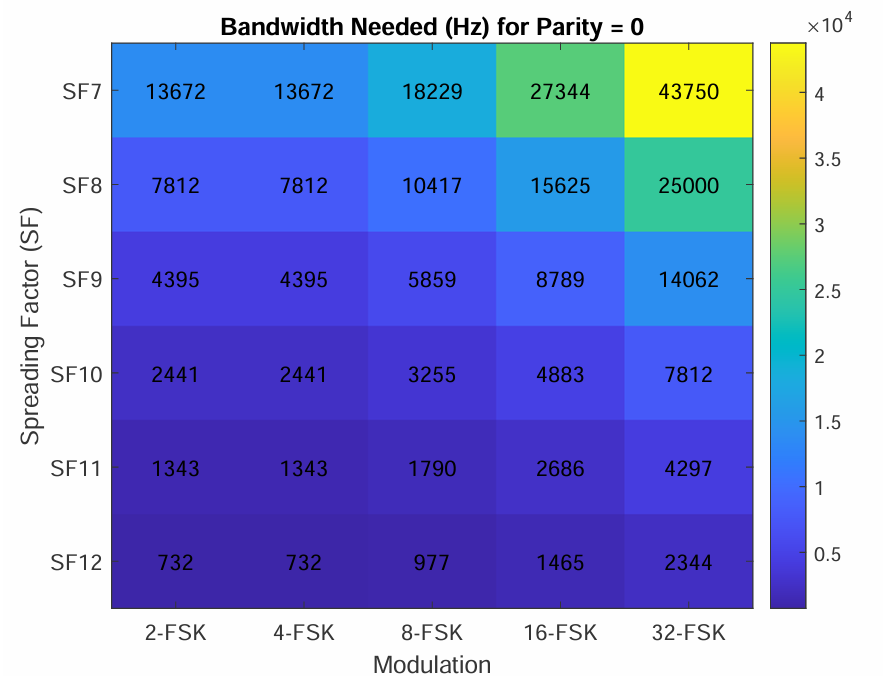 Bandwidth Needed (Hz) for Parity = 0
×10⁴
SF7 13672 13672 18229 27344 43750
SF8 7812 7812 10417 15625 25000
SF9 4395 4395 5859 8789 14062
SF10 2441 2441 3255 4883 7812
SF11 1343 1343 1790 2686 4297
SF12 732 732 977 1465 2344
2-FSK 4-FSK 8-FSK 16-FSK 32-FSK
Modulation
Spreading Factor (SF)
4
3.5
3
2.5
2
1.5
1
0.5